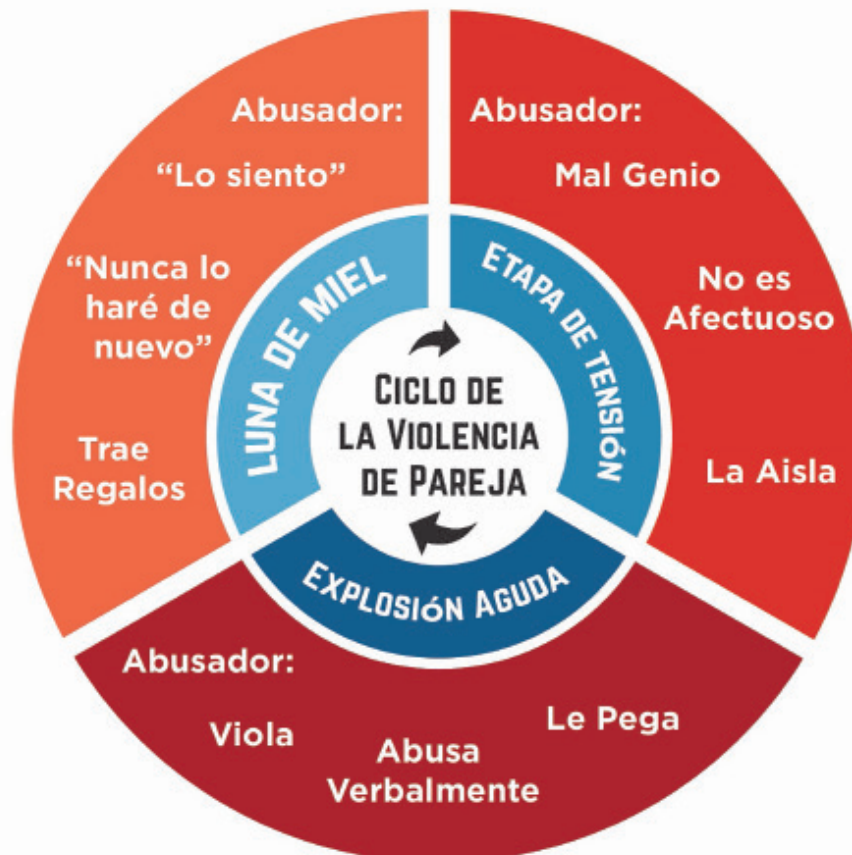 Abusador:
“Lo siento”
“Nunca lo
haré de
nuevo”
Trae
Regalos
LUNA DE MIEL
Abusador:
Mal Genio
No es
Afectuoso
La Aisla
ETAPA DE TENSIÓN
CICLO DE
LA VIOLENCIA
DE PAREJA
EXPLOSIÓN AGUDA
Abusador:
Viola
Abusa
Verbalmente
Le Pega